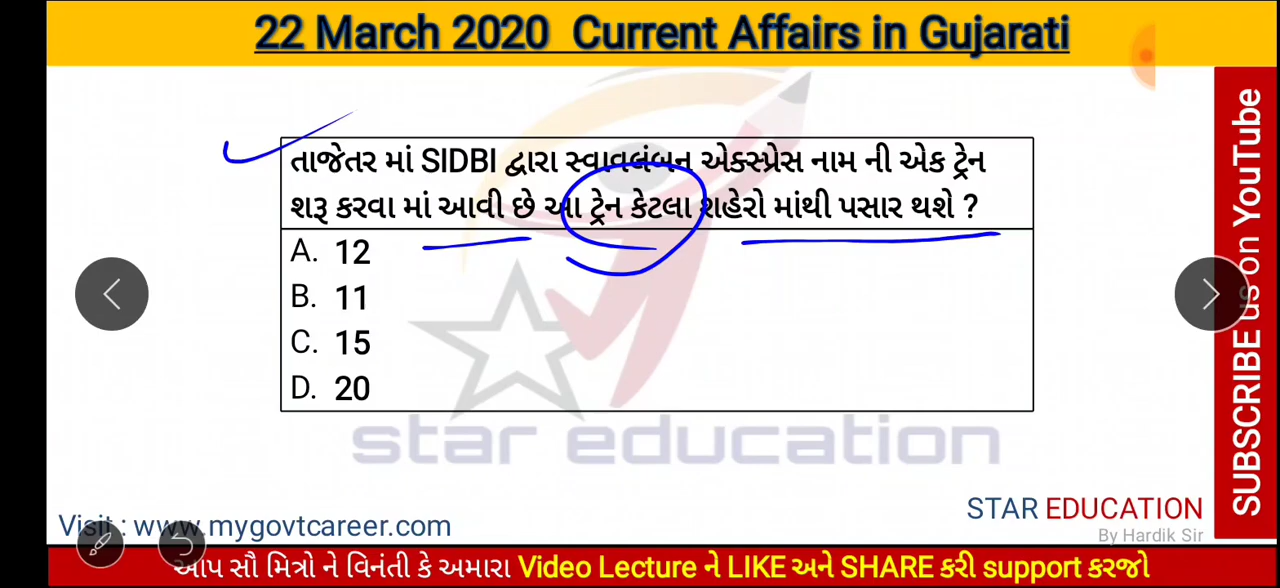 22 March 2020 Current Affairs in Gujarati
તાજેતર માં SIDBI દ્વારા સ્વાવલંબન એક્સ્પ્રેસ નામ ની એક ટ્રેન
શરૂ કરવા માં આવી છે આ ટ્રેન કેટલા શહેરો માંથી પસાર થશે ?
A. 12
B. 11
C. 15
D. 20
star education
STAR EDUCATION
By Hardik Sir
Visit : www.mygovtcareer.com
આપ સૌ મિત્રો ને વિનંતી કે અમારા Video Lecture ને LIKE અને SHARE કરી support કરજો
SUBSCRIBE us on YouTube